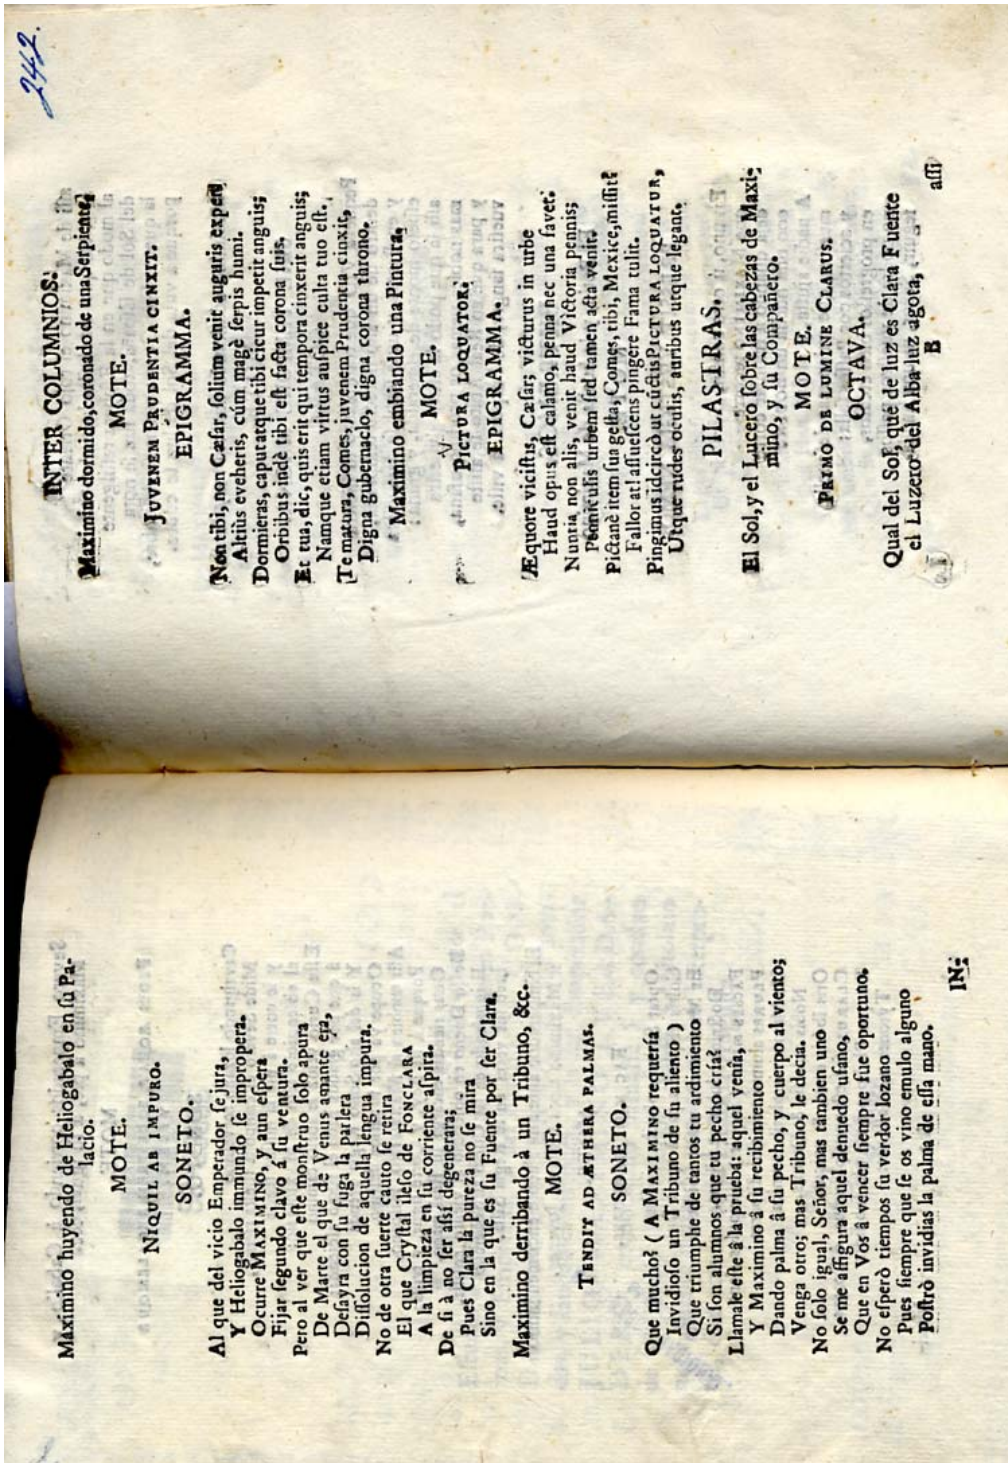 Maximino huyendo de Heliogabalo en ſu Pa-
lacio.
MOTE.
NIQUIL AB IMPURO.
SONETO.
Al que del vicio Emperador ſe jura,
Y Heliogabalo immundo ſe impropera.
Ocurre MAXIMINO, y aun eſpera
Fijar ſegundo clavo á ſu ventura.
Pero al ver que eſte monſtruo ſolo apura
De Marte el que de Venus amante era,
Deſayra con ſu fuga la parlera
Diſſolucion de aquella lengua impura.
No de otra ſuerte cauto ſe retira
El que Cryſtal lleſo de FONCLARA
A la limpieza en ſu corriente aſpira.
De ſi à no ſer aſſi degenerara;
Pues Clara la pureza no ſe mira
Sino en la que es ſu Fuente por ſer Clara.
Maximino derribando à un Tribuno, &c.
MOTE.
TENDIT AD ÆTHERA PALMAS.
SONETO.
Que mucho? ( A MAXIMINO requería
Invidioſo un Tribuno de ſu aliento )
Que triumphe de tantos tu ardimiento
Si ſon alumnos que tu pecho cría?
Llamale eſte â la prueba: aquel venía,
Y Maximino â ſu recibimiento
Dando palma â ſu pecho, y cuerpo al viento;
Venga otro; mas Tribuno, le decía.
No ſolo igual, Señor, mas tambien uno
Se me affigura aquel denuedo ufano,
Que en Vos â vencer ſiempre fue oportuno.
No eſperò tiempos ſu verdor lozano
Pues ſiempre que ſe os vino emulo alguno
Poſtrò invidias la palma de eſſa mano.
IN-
242.
INTER COLUMNIOS.
Maximino dormido, coronado de una Serpiente,
MOTE.
JUVENEM PRUDENTIA CINXIT.
EPIGRAMMA.
Non tibi, non Cæſar, ſolium venit auguris expers
Altiùs eveheris, cúm magè ſerpis humi.
Dormieras, caputatque tibi cicur impetit anguis;
Oribus indè tibi eſt facta corona ſuis.
Et tua, dic, quis erit qui tempora cinxerit anguis;
Namque etiam virtus auſpice culta tuo eſt.
Te matura, Comes, juvenem Prudentia cinxit,
Digna gubernaclo, digna corona throno.
Maximino embiando una Pintura.
MOTE.
PICTURA LOQUATOR.
EPIGRAMMA.
Æquore viciſtus, Cæſar, victurus in urbe
Haud opus eſt calamo, penna nec una ſavet.
Nuntia, non alis, venit haud Victoria pennis;
Penniculis urbem ſed tamen acta venit.
Pictanè item ſua geſta, Comes, tibi, Mexice, miſſit?
Fallor at! aſſueſcens pingere Fama tulit.
Pingimus idcircò ut cúctis PICTURA LOQUATUR,
Utque rudes oculis, auribus utque legant.
PILASTRAS.
El Sol, y el Lucero ſobre las cabezas de Maxi-
mino, y ſu Compañero.
MOTE.
PRIMO DE LUMINE CLARUS.
OCTAVA.
Qual del Sol, que de luz es Clara Fuente
el Luzero del Alba luz agota,
B
aſſi